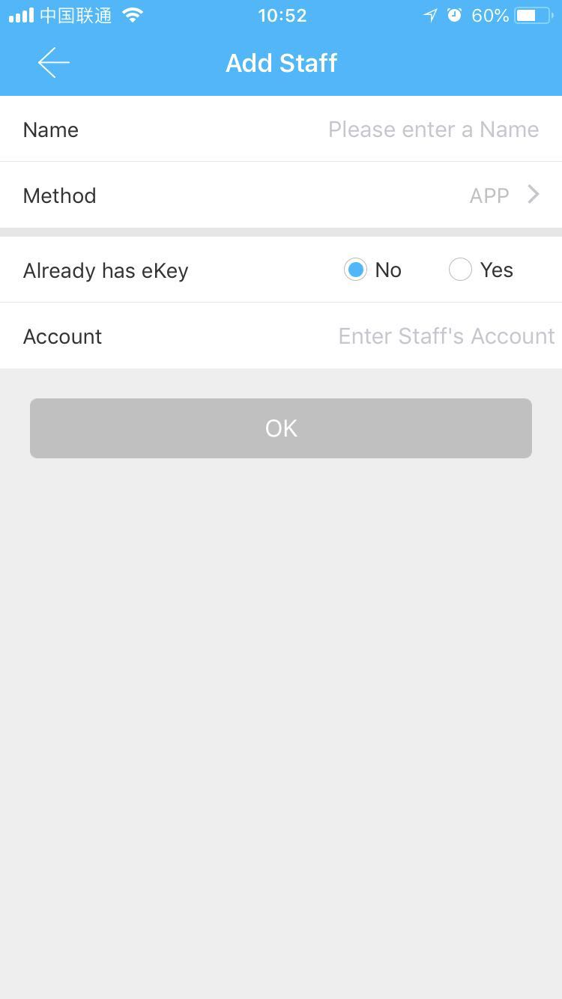 中国联通 10:52 60%
Add Staff
Name Please enter a Name
Method APP
Already has eKey No Yes
Account Enter Staff's Account
OK